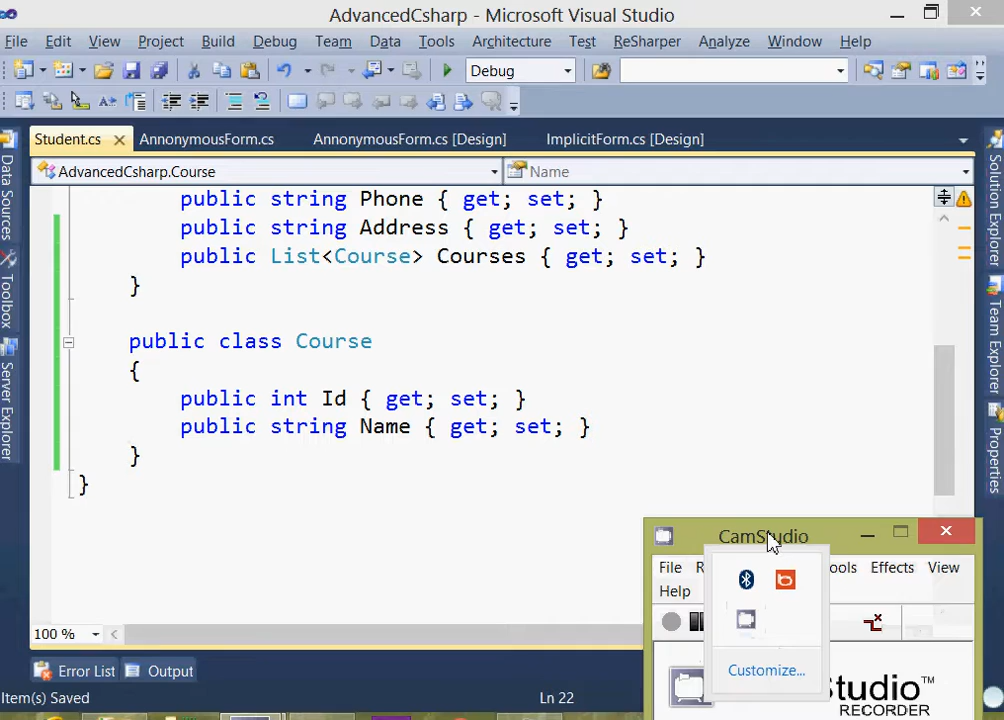 AdvancedCsharp - Microsoft Visual Studio
File Edit View Project Build Debug Team Data Tools Architecture Test ReSharper Analyze Window Help
Debug
Student.cs AnnonymousForm.cs AnnonymousForm.cs [Design] ImplicitForm.cs [Design]
AdvancedCsharp.Course Name
public string Phone { get; set; }
public string Address { get; set; }
public List<Course> Courses { get; set; }
}
public class Course
{
public int Id { get; set; }
public string Name { get; set; }
}
}
Data Sources
Toolbox
Server Explorer
Solution Explorer
Team Explorer
Properties
100 %
Error List Output
Item(s) Saved Ln 22
CamStudio
File ools Effects View
Help
Customize...
Studio™
RECORDER